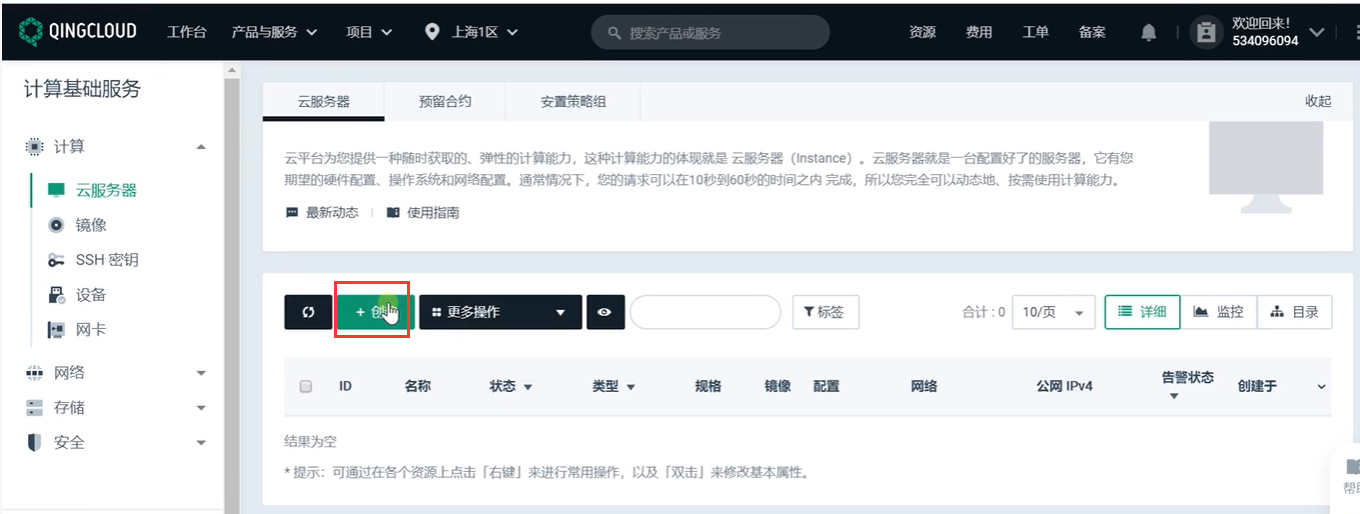 QINGCLOUD 工作台 产品与服务 项目 上海1区 搜索产品或服务 资源 费用 工单 备案 欢迎回来!
534096094
计算基础服务
云服务器 预留合约 安置策略组 收起
计算
云服务器
镜像
SSH 密钥
设备
网卡
网络
存储
安全
云平台为您提供一种随时获取的、弹性的计算能力，这种计算能力的体现就是 云服务器（Instance）。云服务器就是一台配置好了的服务器，它有您
期望的硬件配置、操作系统和网络配置。通常情况下，您的请求可以在10秒到60秒的时间之内 完成，所以您完全可以动态地、按需使用计算能力。
最新动态 使用指南
+ 创 更多操作 标签 合计 : 0 10/页 详细 监控 目录
ID 名称 状态 类型 规格 镜像 配置 网络 公网 IPv4 告警状态 创建于
结果为空
* 提示：可通过在各个资源上点击「右键」来进行常用操作，以及「双击」来修改基本属性。